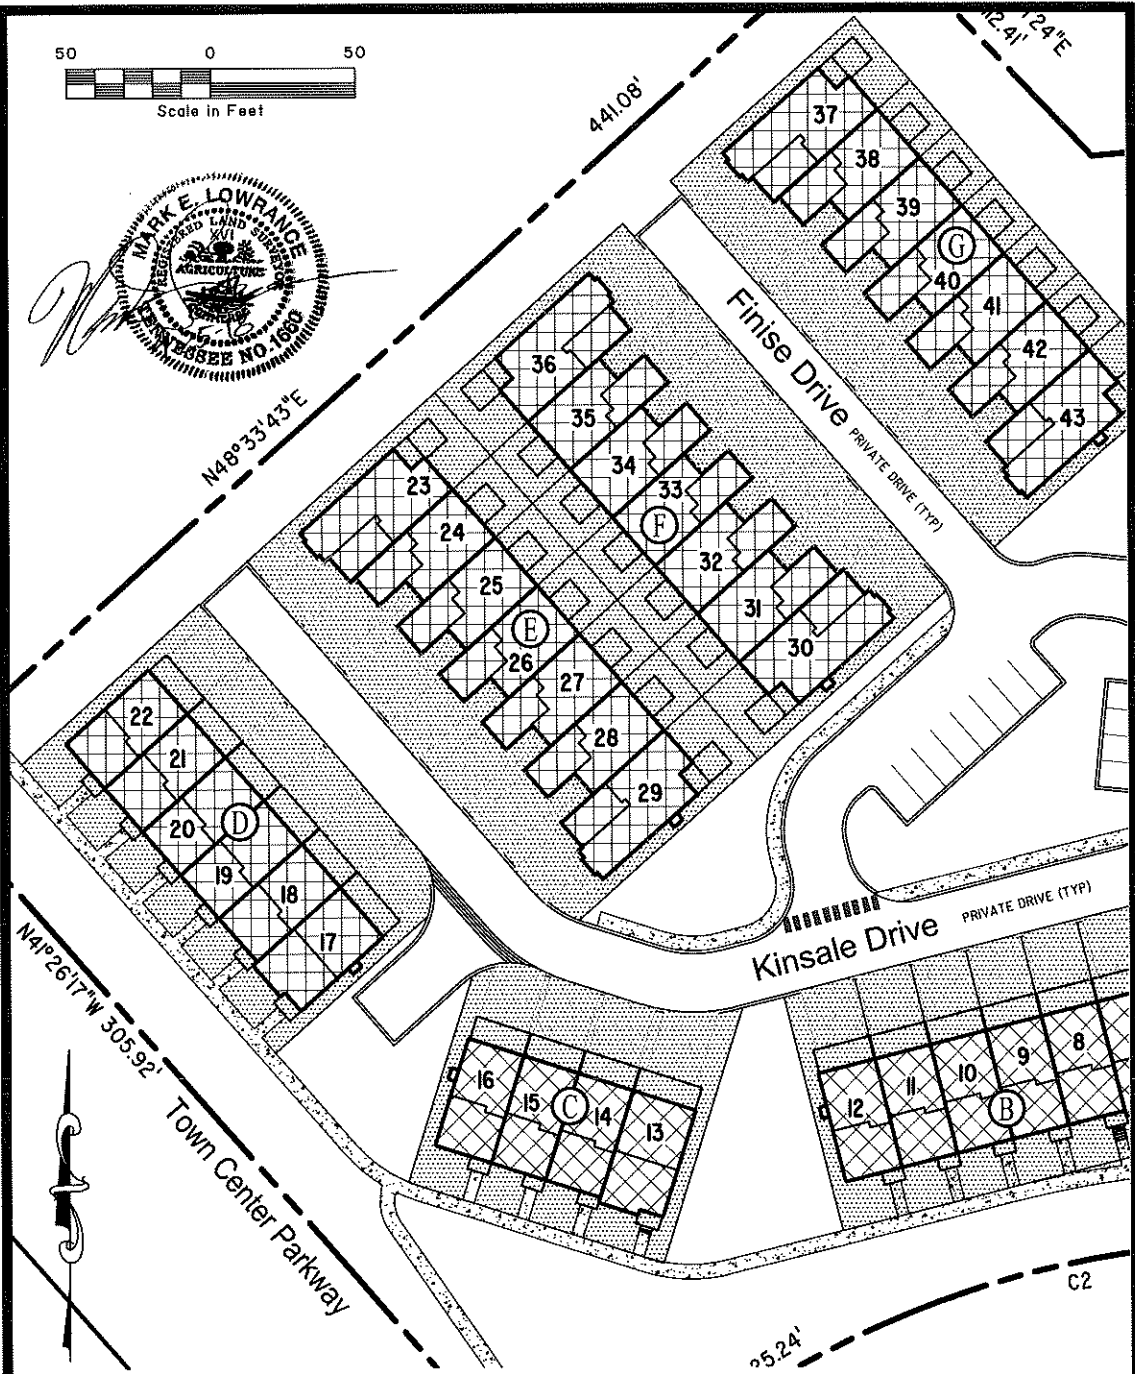 50 0 50
Scale in Feet
MARK E. LOWRANCE
REGISTERED LAND SURVEYOR
XVI
AGRICULTURE
TENNESSEE NO. 1660
441.08'
N48°33'43"E
37
38
39
G
40
41
42
43
Finise Drive PRIVATE DRIVE (TYP)
36
35
34
33
F
32
31
30
23
24
25
E
26
27
28
29
22
21
20
D
19
18
17
Kinsale Drive PRIVATE DRIVE (TYP)
16
15
C
14
13
12
11
10
9
8
B
N41°26'17"W 305.92'
Town Center Parkway
C2